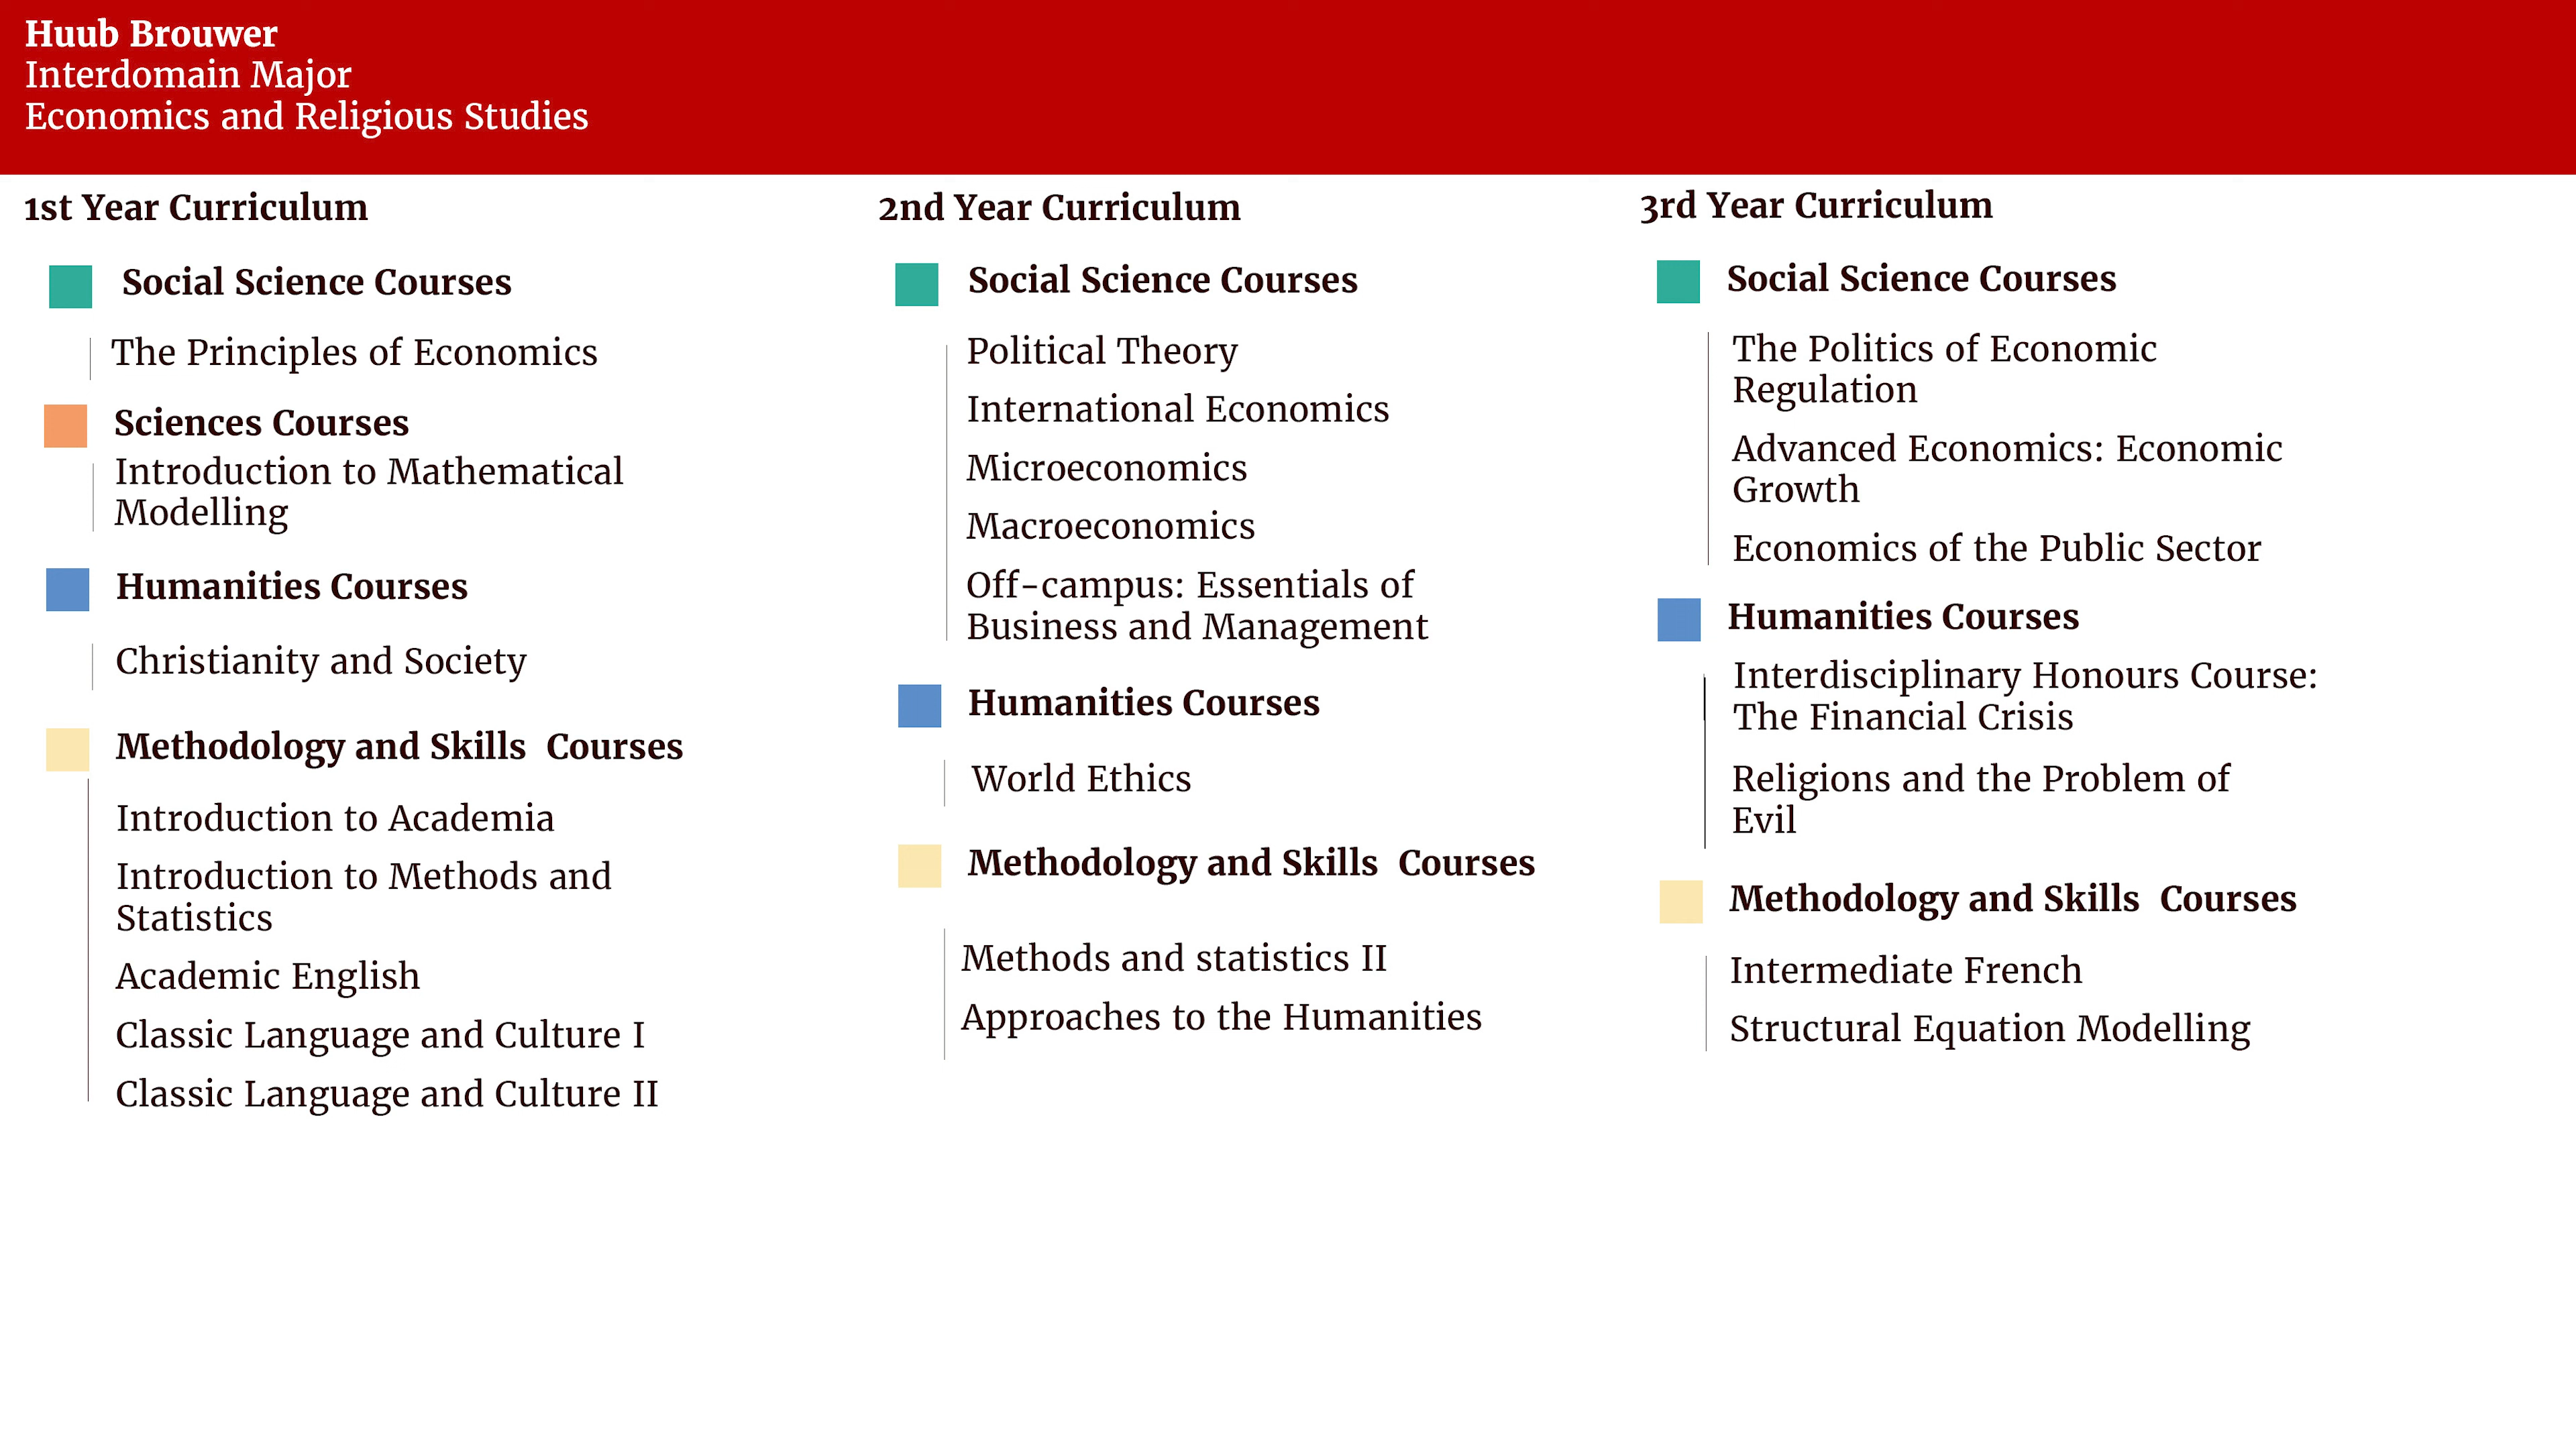 Huub Brouwer
Interdomain Major
Economics and Religious Studies
1st Year Curriculum
Social Science Courses
The Principles of Economics
Sciences Courses
Introduction to Mathematical
Modelling
Humanities Courses
Christianity and Society
Methodology and Skills  Courses
Introduction to Academia
Introduction to Methods and
Statistics
Academic English
Classic Language and Culture I
Classic Language and Culture II
2nd Year Curriculum
Social Science Courses
Political Theory
International Economics
Microeconomics
Macroeconomics
Off-campus: Essentials of
Business and Management
Humanities Courses
World Ethics
Methodology and Skills  Courses
Methods and statistics II
Approaches to the Humanities
3rd Year Curriculum
Social Science Courses
The Politics of Economic
Regulation
Advanced Economics: Economic
Growth
Economics of the Public Sector
Humanities Courses
Interdisciplinary Honours Course:
The Financial Crisis
Religions and the Problem of
Evil
Methodology and Skills  Courses
Intermediate French
Structural Equation Modelling